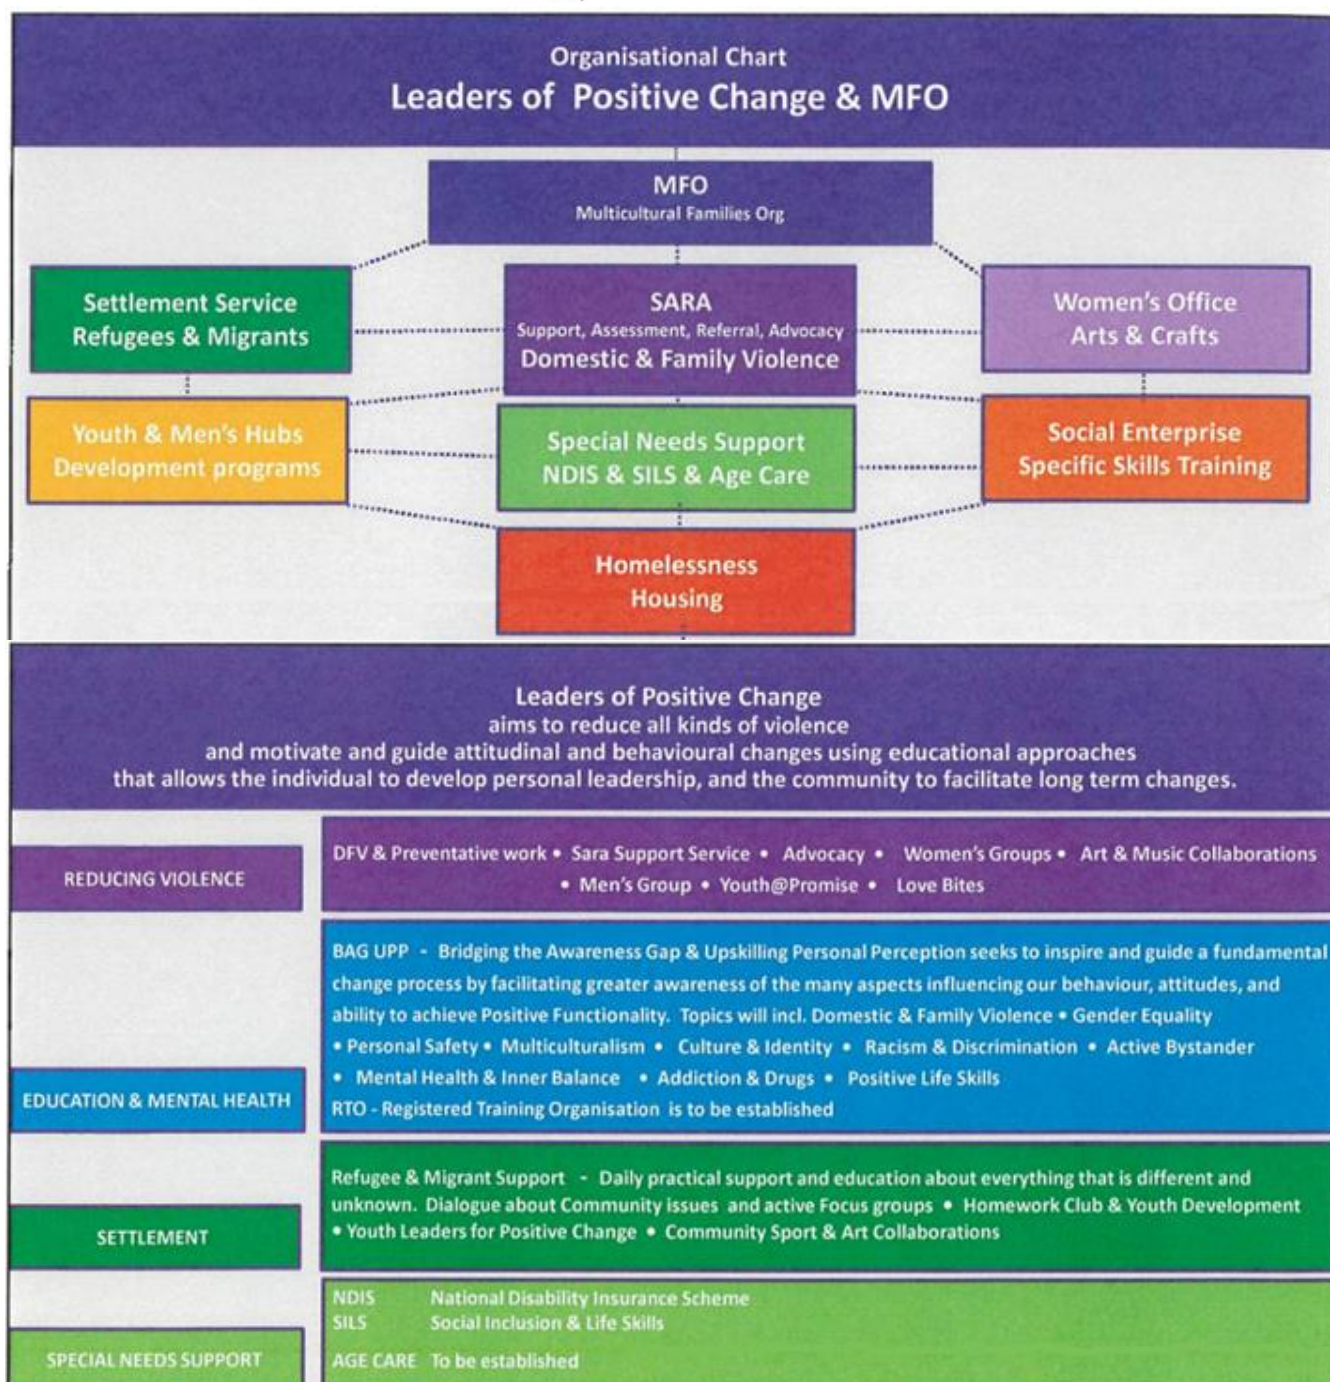 Organisational Chart
Leaders of Positive Change & MFO
MFO
Multicultural Families Org
Settlement Service
Refugees & Migrants
SARA
Support, Assessment, Referral, Advocacy
Domestic & Family Violence
Women's Office
Arts & Crafts
Youth & Men's Hubs
Development programs
Special Needs Support
NDIS & SILS & Age Care
Social Enterprise
Specific Skills Training
Homelessness
Housing
Leaders of Positive Change
aims to reduce all kinds of violence
and motivate and guide attitudinal and behavioural changes using educational approaches
that allows the individual to develop personal leadership, and the community to facilitate long term changes.
REDUCING VIOLENCE
DFV & Preventative work • Sara Support Service • Advocacy • Women's Groups • Art & Music Collaborations
• Men's Group • Youth@Promise • Love Bites
EDUCATION & MENTAL HEALTH
BAG UPP - Bridging the Awareness Gap & Upskilling Personal Perception seeks to inspire and guide a fundamental
change process by facilitating greater awareness of the many aspects influencing our behaviour, attitudes, and
ability to achieve Positive Functionality. Topics will incl. Domestic & Family Violence • Gender Equality
• Personal Safety • Multiculturalism • Culture & Identity • Racism & Discrimination • Active Bystander
• Mental Health & Inner Balance • Addiction & Drugs • Positive Life Skills
RTO - Registered Training Organisation is to be established
SETTLEMENT
Refugee & Migrant Support - Daily practical support and education about everything that is different and
unknown. Dialogue about Community issues and active Focus groups • Homework Club & Youth Development
• Youth Leaders for Positive Change • Community Sport & Art Collaborations
SPECIAL NEEDS SUPPORT
NDIS National Disability Insurance Scheme
SILS Social Inclusion & Life Skills
AGE CARE To be established